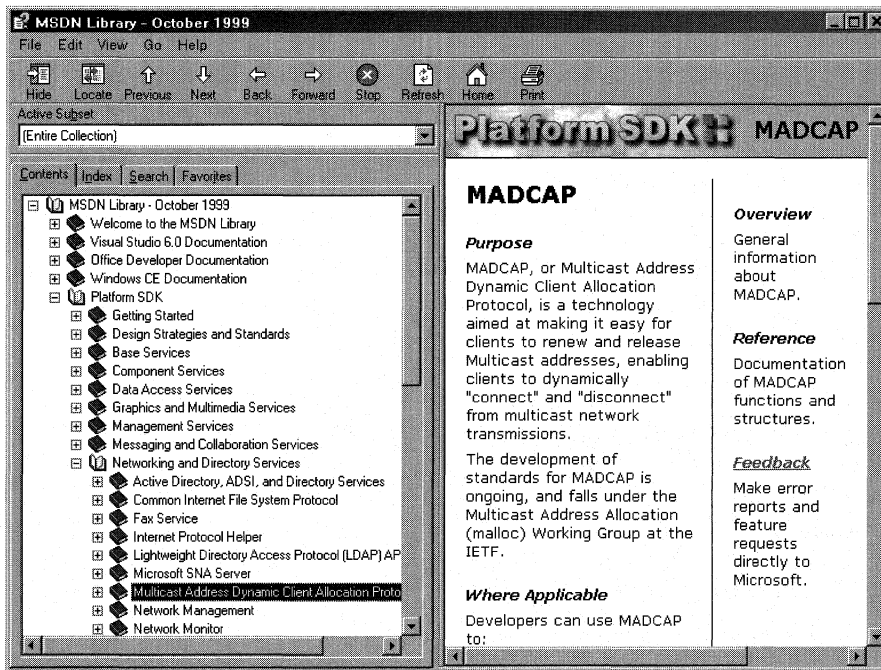 MSDN Library - October 1999
File Edit View Go Help
Hide Locate Previous Next Back Forward Stop Refresh Home Print
Active Subset
(Entire Collection)
Contents Index Search Favorites
MSDN Library - October 1999
Welcome to the MSDN Library
Visual Studio 6.0 Documentation
Office Developer Documentation
Windows CE Documentation
Platform SDK
Getting Started
Design Strategies and Standards
Base Services
Component Services
Data Access Services
Graphics and Multimedia Services
Management Services
Messaging and Collaboration Services
Networking and Directory Services
Active Directory, ADSI, and Directory Services
Common Internet File System Protocol
Fax Service
Internet Protocol Helper
Lightweight Directory Access Protocol (LDAP) AP
Microsoft SNA Server
Multicast Address Dynamic Client Allocation Proto
Network Management
Network Monitor
Platform SDK MADCAP
MADCAP
Purpose
MADCAP, or Multicast Address
Dynamic Client Allocation
Protocol, is a technology
aimed at making it easy for
clients to renew and release
Multicast addresses, enabling
clients to dynamically
"connect" and "disconnect"
from multicast network
transmissions.
The development of
standards for MADCAP is
ongoing, and falls under the
Multicast Address Allocation
(malloc) Working Group at the
IETF.
Where Applicable
Developers can use MADCAP
to:
Overview
General
information
about
MADCAP.
Reference
Documentation
of MADCAP
functions and
structures.
Feedback
Make error
reports and
feature
requests
directly to
Microsoft.